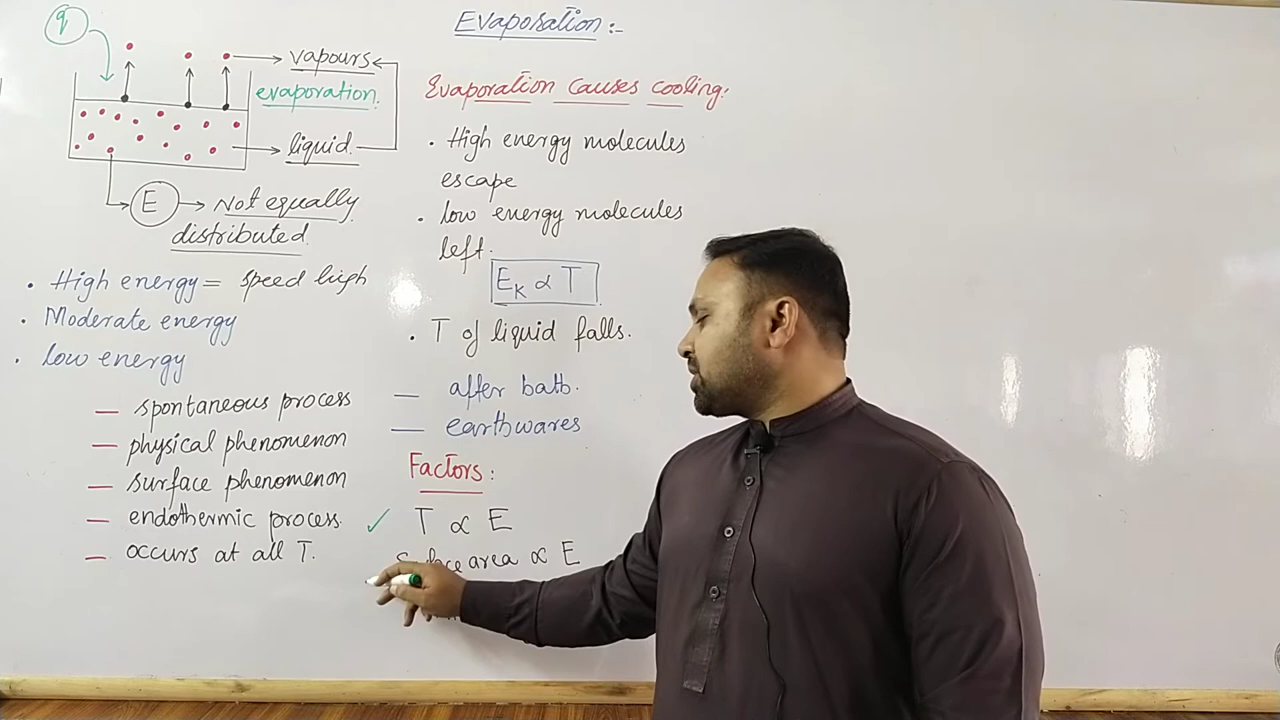 Evaporation:-
q
vapours
evaporation.
liquid.
E → Not equally
distributed.
• High energy = speed high
• Moderate energy
• low energy
— spontaneous process
— physical phenomenon
— surface phenomenon
— endothermic process.
— occurs at all T.
Evaporation causes cooling:
• High energy molecules
escape
• low energy molecules
left.
E_K ∝ T
• T of liquid falls.
— after bath.
— earthwares
Factors:
✓ T ∝ E
area ∝ E